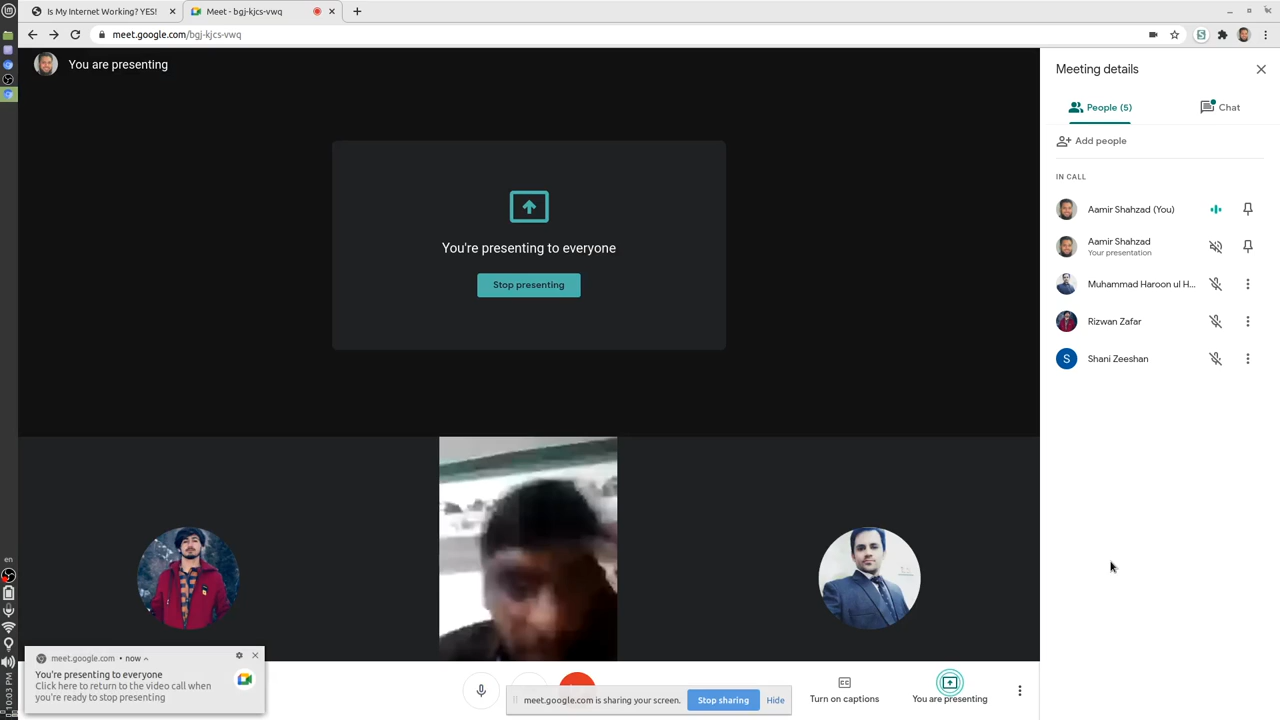 Is My Internet Working? YES!
Meet - bgj-kjcs-vwq
meet.google.com/bgj-kjcs-vwq
You are presenting
You're presenting to everyone
Stop presenting
Meeting details
People (5)
Chat
Add people
IN CALL
Aamir Shahzad (You)
Aamir Shahzad
Your presentation
Muhammad Haroon ul H...
Rizwan Zafar
S
Shani Zeeshan
en
10:03 PM
meet.google.com • now
You're presenting to everyone
Click here to return to the video call when
you're ready to stop presenting
meet.google.com is sharing your screen.
Stop sharing
Hide
Turn on captions
You are presenting